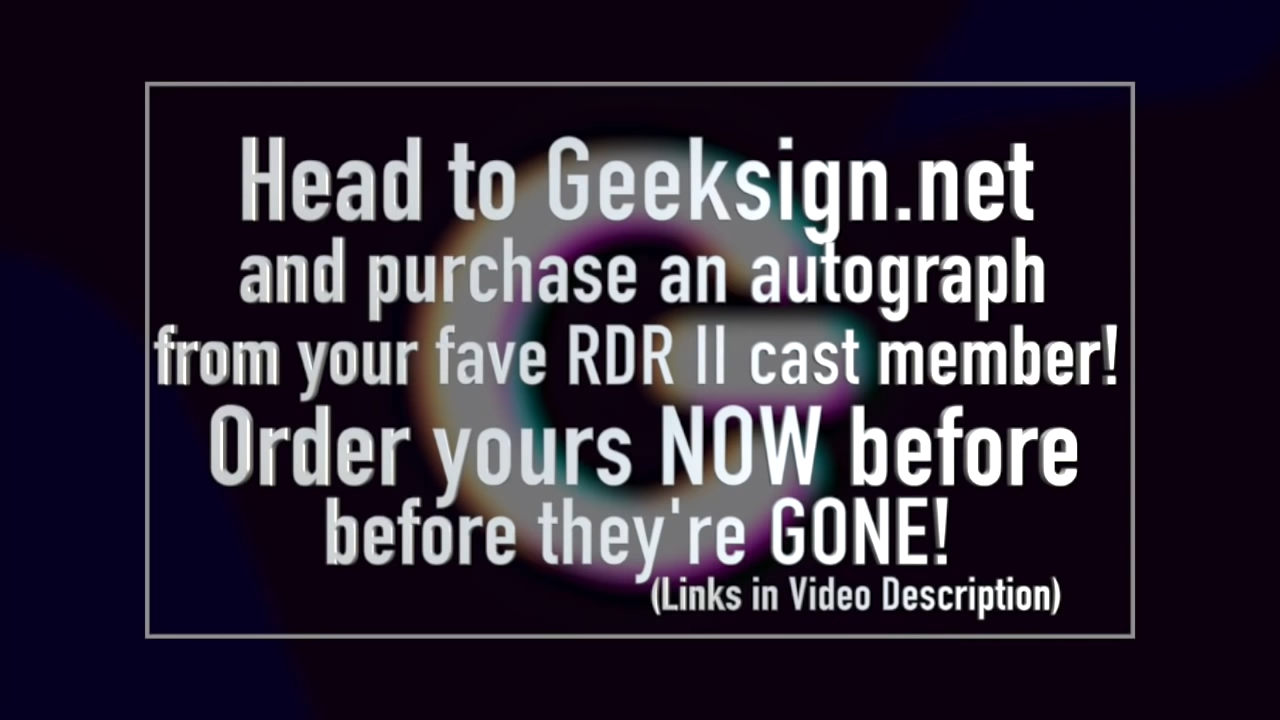 Head to Geeksign.net
and purchase an autograph
from your fave RDR II cast member!
Order yours NOW before
before they're GONE!
(Links in Video Description)